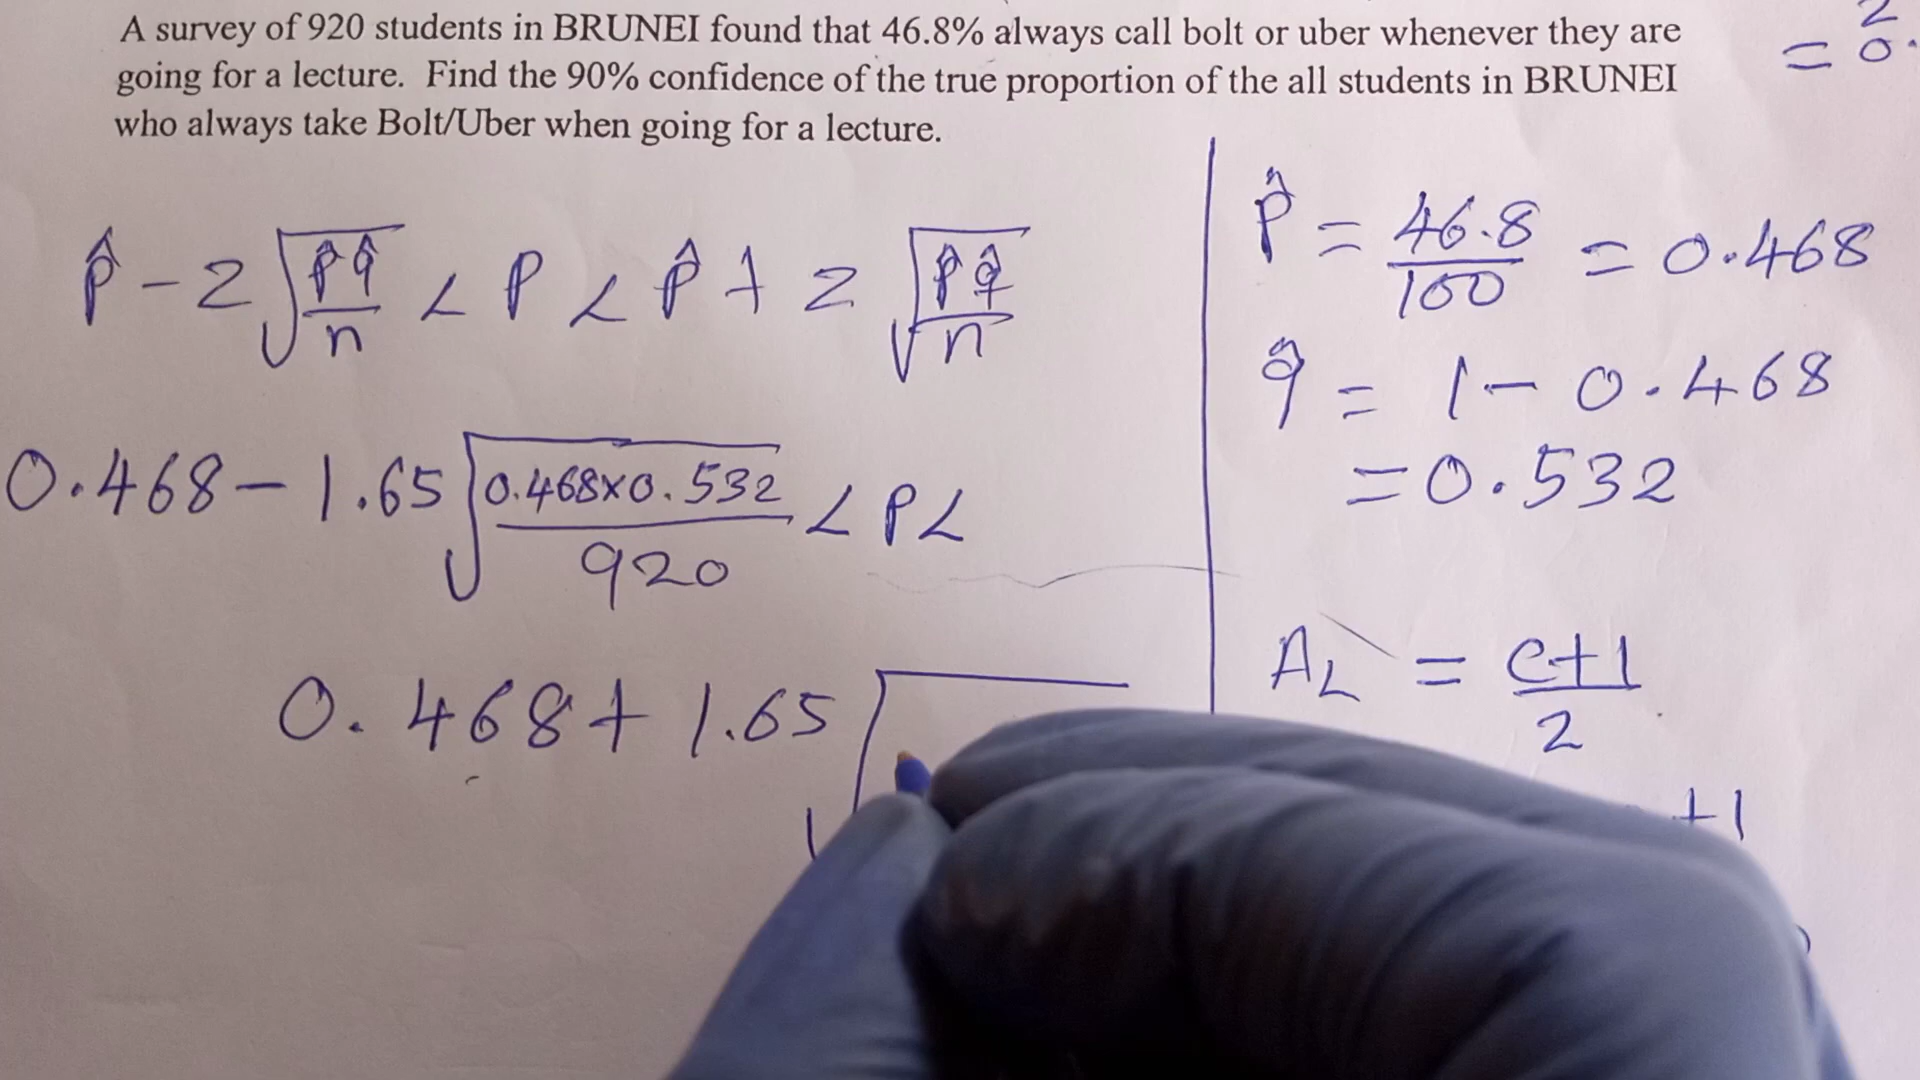 A survey of 920 students in BRUNEI found that 46.8% always call bolt or uber whenever they are
going for a lecture. Find the 90% confidence of the true proportion of the all students in BRUNEI
who always take Bolt/Uber when going for a lecture.
2
= 0.
p̂ - z√(p̂q̂/n) < P < p̂ + z√(p̂q̂/n)
0.468 - 1.65√(0.468×0.532/920) < P <
0.468 + 1.65√
p̂ = 46.8/100 = 0.468
q̂ = 1 - 0.468
= 0.532
A_L = c+1/2
+1